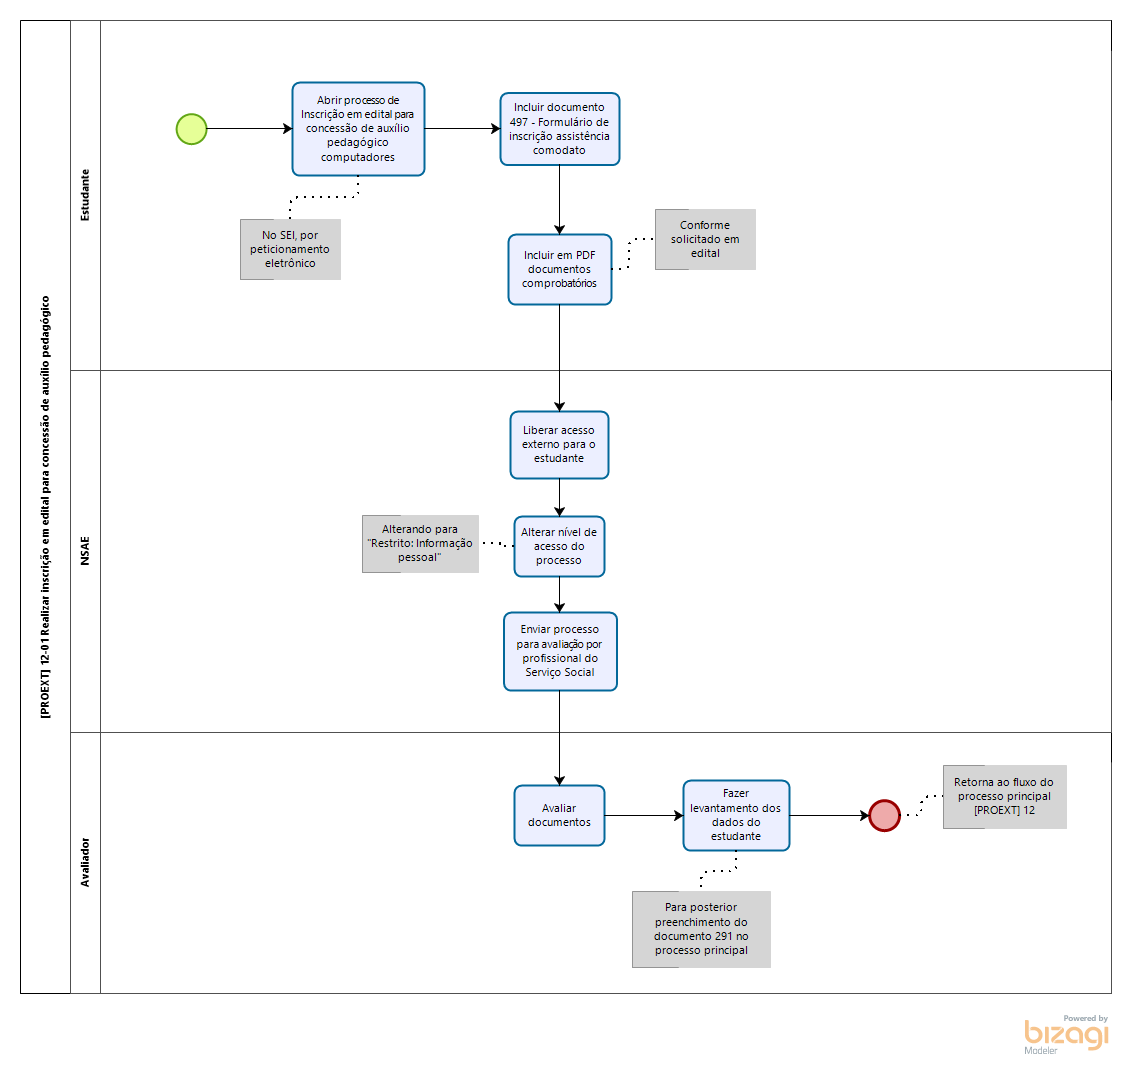 [PROEXT] 12-01 Realizar inscrição em edital para concessão de auxílio pedagógico
Estudante
Abrir processo de
Inscrição em edital para
concessão de auxílio
pedagógico
computadores
Incluir documento
497 - Formulário de
inscrição assistência
comodato
No SEI, por
peticionamento
eletrônico
Conforme
solicitado em
edital
Incluir em PDF
documentos
comprobatórios
NSAE
Liberar acesso
externo para o
estudante
Alterando para
"Restrito: Informação
pessoal"
Alterar nível de
acesso do
processo
Enviar processo
para avaliação por
profissional do
Serviço Social
Avaliador
Avaliar
documentos
Fazer
levantamento dos
dados do
estudante
Retorna ao fluxo do
processo principal
[PROEXT] 12
Para posterior
preenchimento do
documento 291 no
processo principal
Powered by
bizagi
Modeler